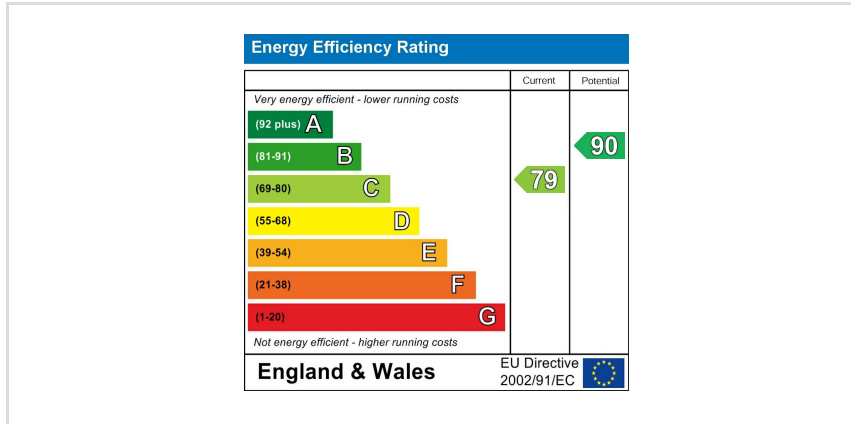 Energy Efficiency Rating
Current Potential
Very energy efficient - lower running costs
(92 plus) A
(81-91) B
90
(69-80) C
79
(55-68) D
(39-54) E
(21-38) F
(1-20) G
Not energy efficient - higher running costs
England & Wales
EU Directive
2002/91/EC